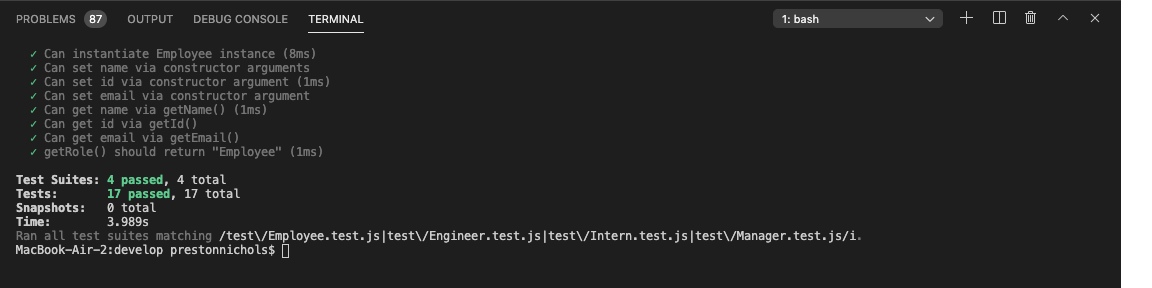 PROBLEMS 87 OUTPUT DEBUG CONSOLE TERMINAL 1: bash
✓ Can instantiate Employee instance (8ms)
✓ Can set name via constructor arguments
✓ Can set id via constructor argument (1ms)
✓ Can set email via constructor argument
✓ Can get name via getName() (1ms)
✓ Can get id via getId()
✓ Can get email via getEmail()
✓ getRole() should return "Employee" (1ms)
Test Suites: 4 passed, 4 total
Tests: 17 passed, 17 total
Snapshots: 0 total
Time: 3.989s
Ran all test suites matching /test\/Employee.test.js|test\/Engineer.test.js|test\/Intern.test.js|test\/Manager.test.js/i.
MacBook-Air-2:develop prestonnichols$